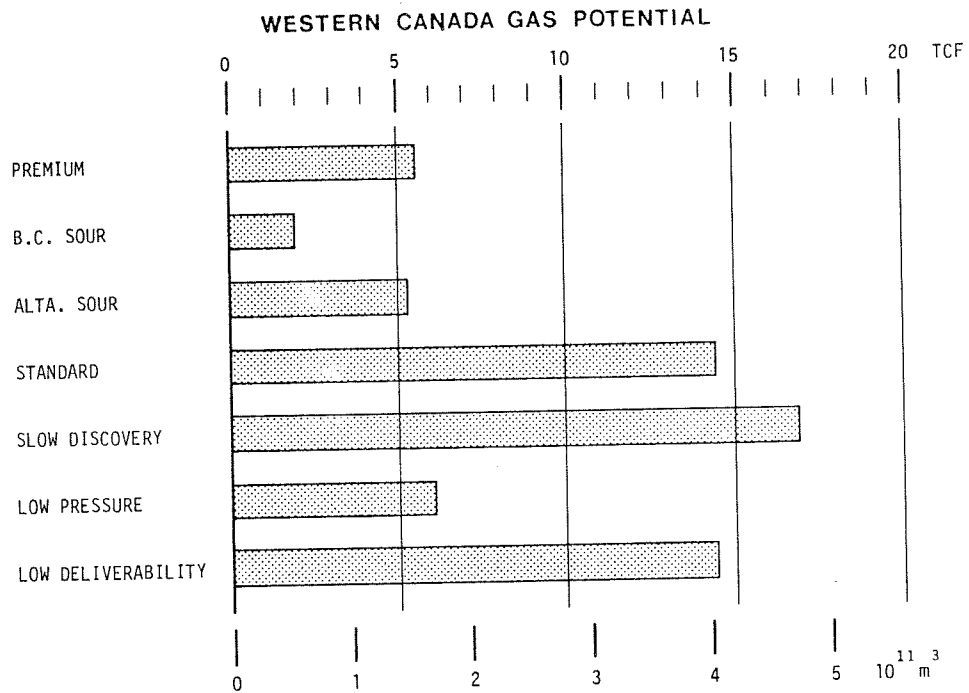 WESTERN CANADA GAS POTENTIAL
0 5 10 15 20 TCF
PREMIUM
B.C. SOUR
ALTA. SOUR
STANDARD
SLOW DISCOVERY
LOW PRESSURE
LOW DELIVERABILITY
0 1 2 3 4 5 10¹¹ m³